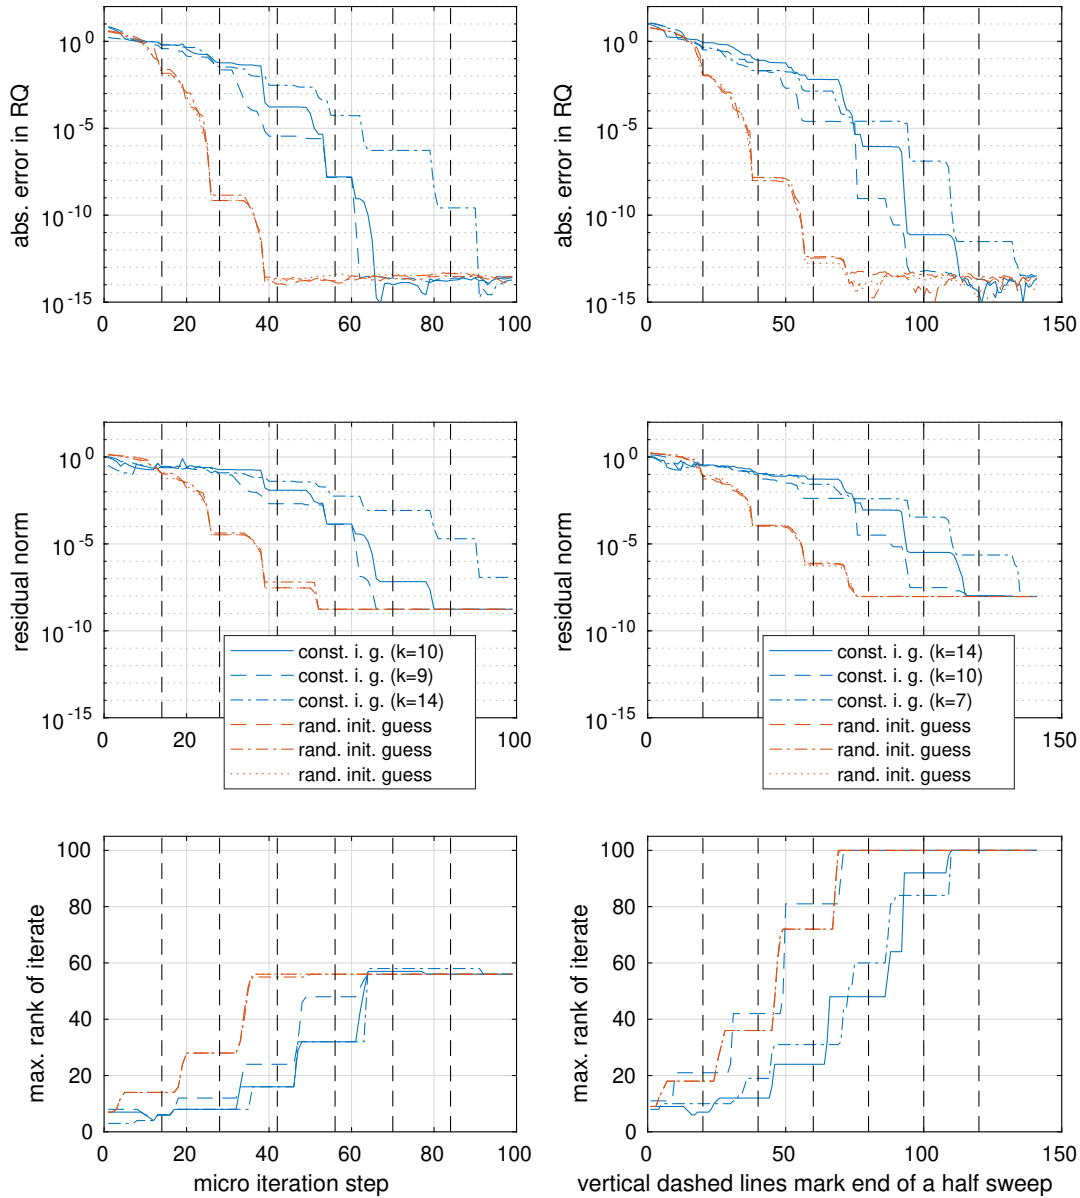 abs. error in RQ
10^0
10^-5
10^-10
10^-15
0 20 40 60 80 100
abs. error in RQ
10^0
10^-5
10^-10
10^-15
0 50 100 150
residual norm
10^0
10^-5
10^-10
10^-15
0 20 100
const. i. g. (k=10)
const. i. g. (k=9)
const. i. g. (k=14)
rand. init. guess
rand. init. guess
rand. init. guess
residual norm
10^0
10^-5
10^-10
10^-15
0 150
const. i. g. (k=14)
const. i. g. (k=10)
const. i. g. (k=7)
rand. init. guess
rand. init. guess
rand. init. guess
max. rank of iterate
100
80
60
40
20
0
0 20 40 60 80 100
micro iteration step
max. rank of iterate
100
80
60
40
20
0
0 50 100 150
vertical dashed lines mark end of a half sweep